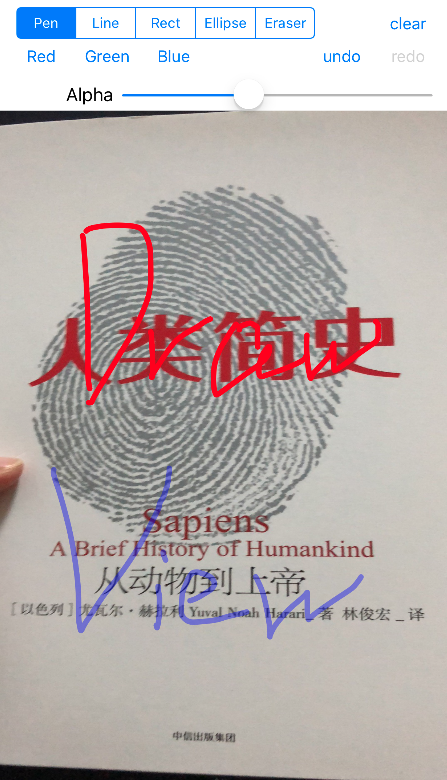 Pen Line Rect Ellipse Eraser clear
Red Green Blue undo redo
Alpha
Draw
人类简史
Sapiens
A Brief History of Humankind
从动物到上帝
View
[以色列] 尤瓦尔·赫拉利 Yuval Noah Harari_著 林俊宏_译
中信出版集团